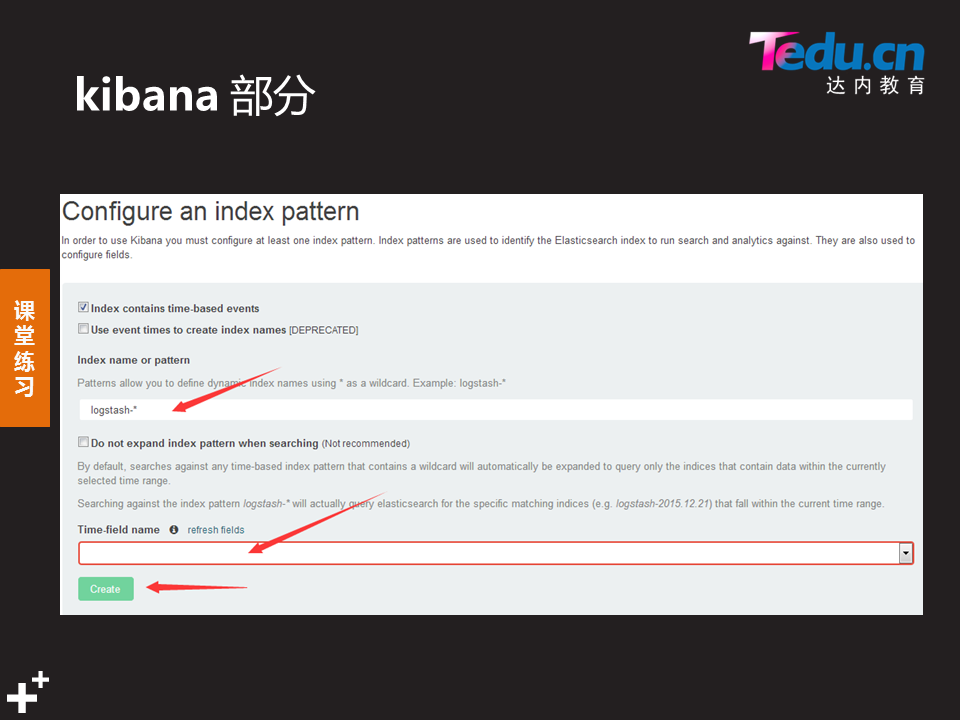 Tedu.cn
达内教育
kibana 部分
Configure an index pattern
In order to use Kibana you must configure at least one index pattern. Index patterns are used to identify the Elasticsearch index to run search and analytics against. They are also used to
configure fields.
课堂练习
Index contains time-based events
Use event times to create index names [DEPRECATED]
Index name or pattern
Patterns allow you to define dynamic index names using * as a wildcard. Example: logstash-*
logstash-*
Do not expand index pattern when searching (Not recommended)
By default, searches against any time-based index pattern that contains a wildcard will automatically be expanded to query only the indices that contain data within the currently
selected time range.
Searching against the index pattern logstash-* will actually query elasticsearch for the specific matching indices (e.g. logstash-2015.12.21) that fall within the current time range.
Time-field name refresh fields
Create